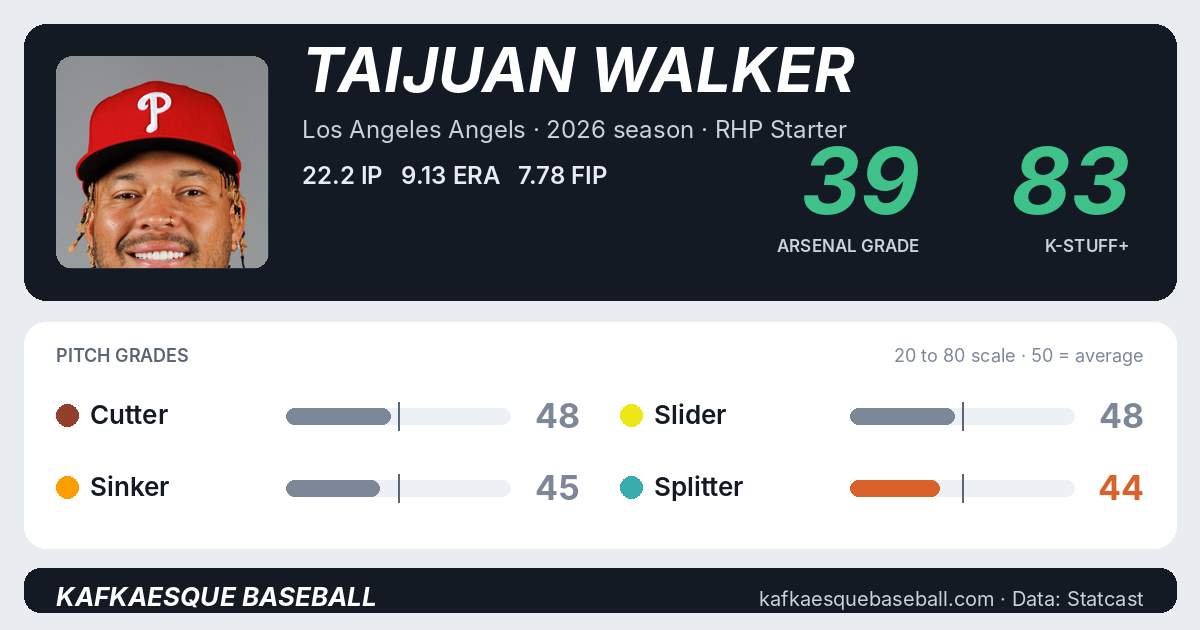 P
TAIJUAN WALKER
Los Angeles Angels · 2026 season · RHP Starter
22.2 IP 9.13 ERA 7.78 FIP
39 83
ARSENAL GRADE K-STUFF+
PITCH GRADES 20 to 80 scale · 50 = average
Cutter 48 Slider 48
Sinker 45 Splitter 44
KAFKAESQUE BASEBALL kafkaesquebaseball.com · Data: Statcast